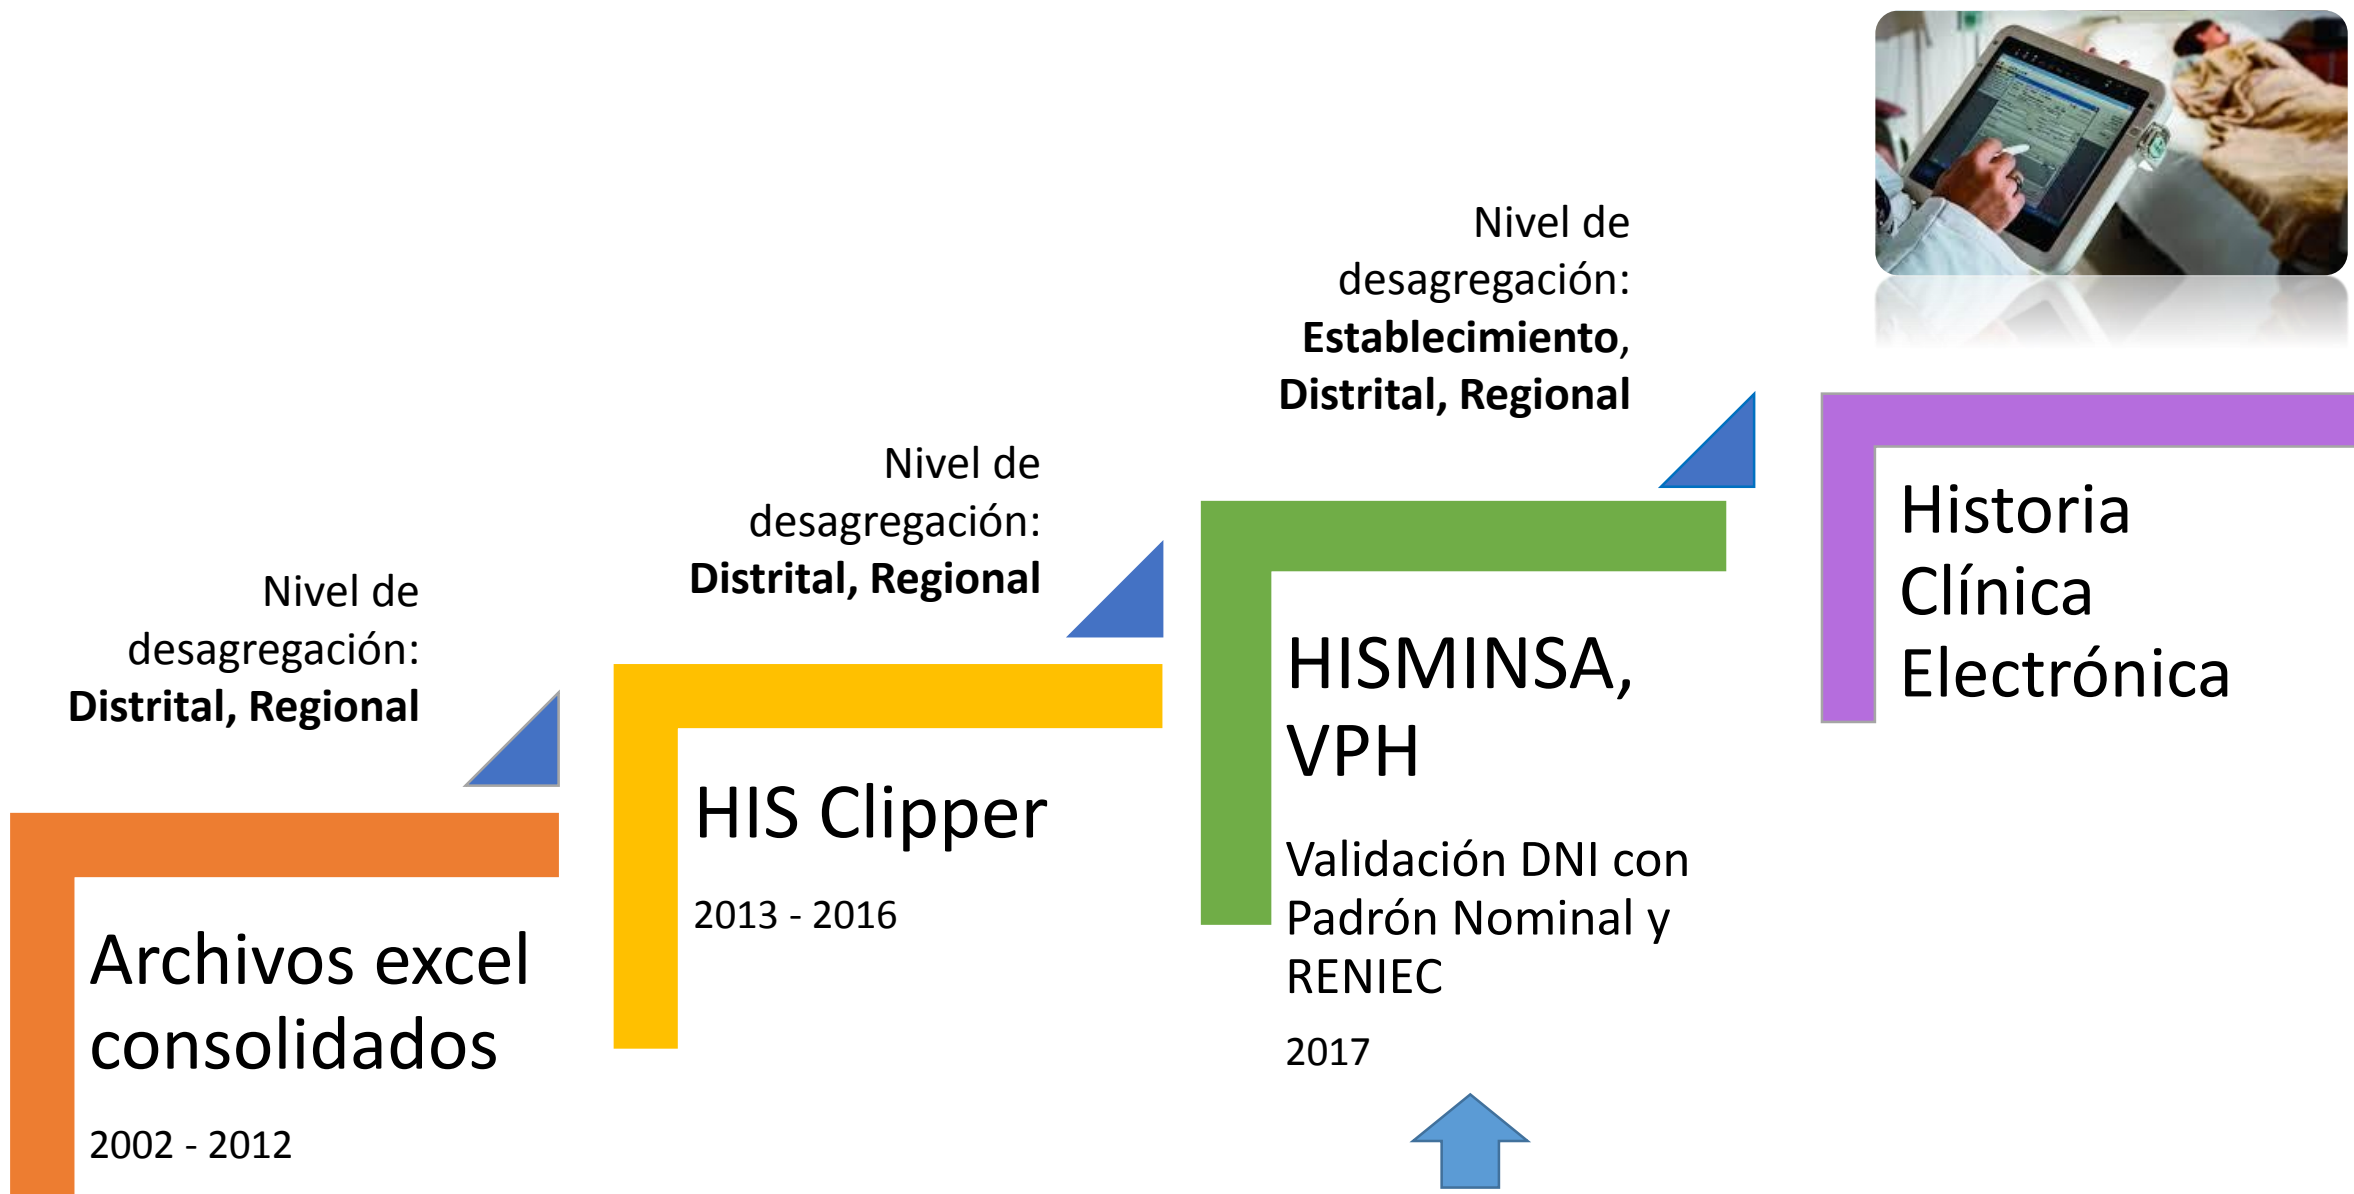 Nivel de
desagregación:
Distrital, Regional
Archivos excel
consolidados
2002 - 2012
Nivel de
desagregación:
Distrital, Regional
HIS Clipper
2013 - 2016
Nivel de
desagregación:
Establecimiento,
Distrital, Regional
HISMINSA,
VPH
Validación DNI con
Padrón Nominal y
RENIEC
2017
Historia
Clínica
Electrónica